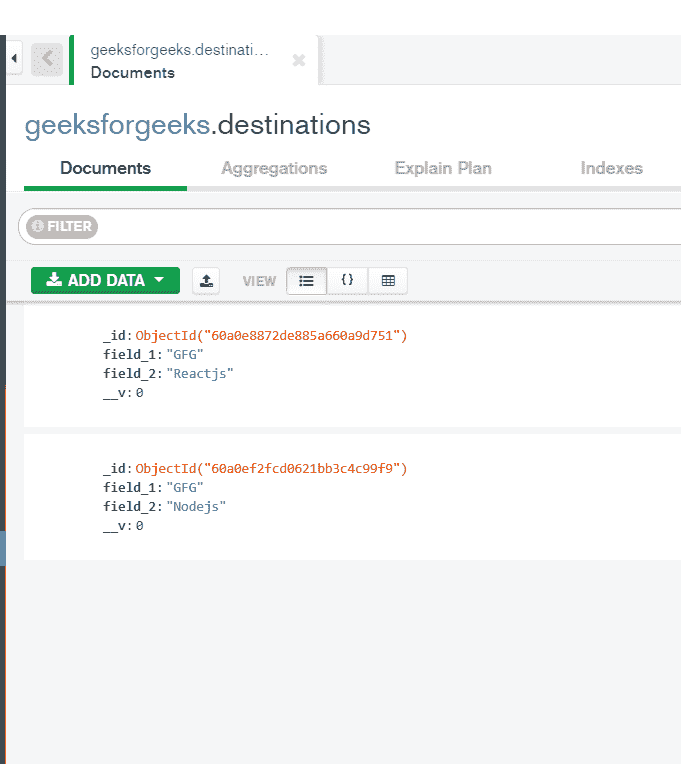 geeksforgeeks.destinati...
Documents
geeksforgeeks.destinations
Documents Aggregations Explain Plan Indexes
FILTER
ADD DATA VIEW {}
_id: ObjectId("60a0e8872de885a660a9d751")
field_1: "GFG"
field_2: "Reactjs"
__v: 0
_id: ObjectId("60a0ef2fcd0621bb3c4c99f9")
field_1: "GFG"
field_2: "Nodejs"
__v: 0